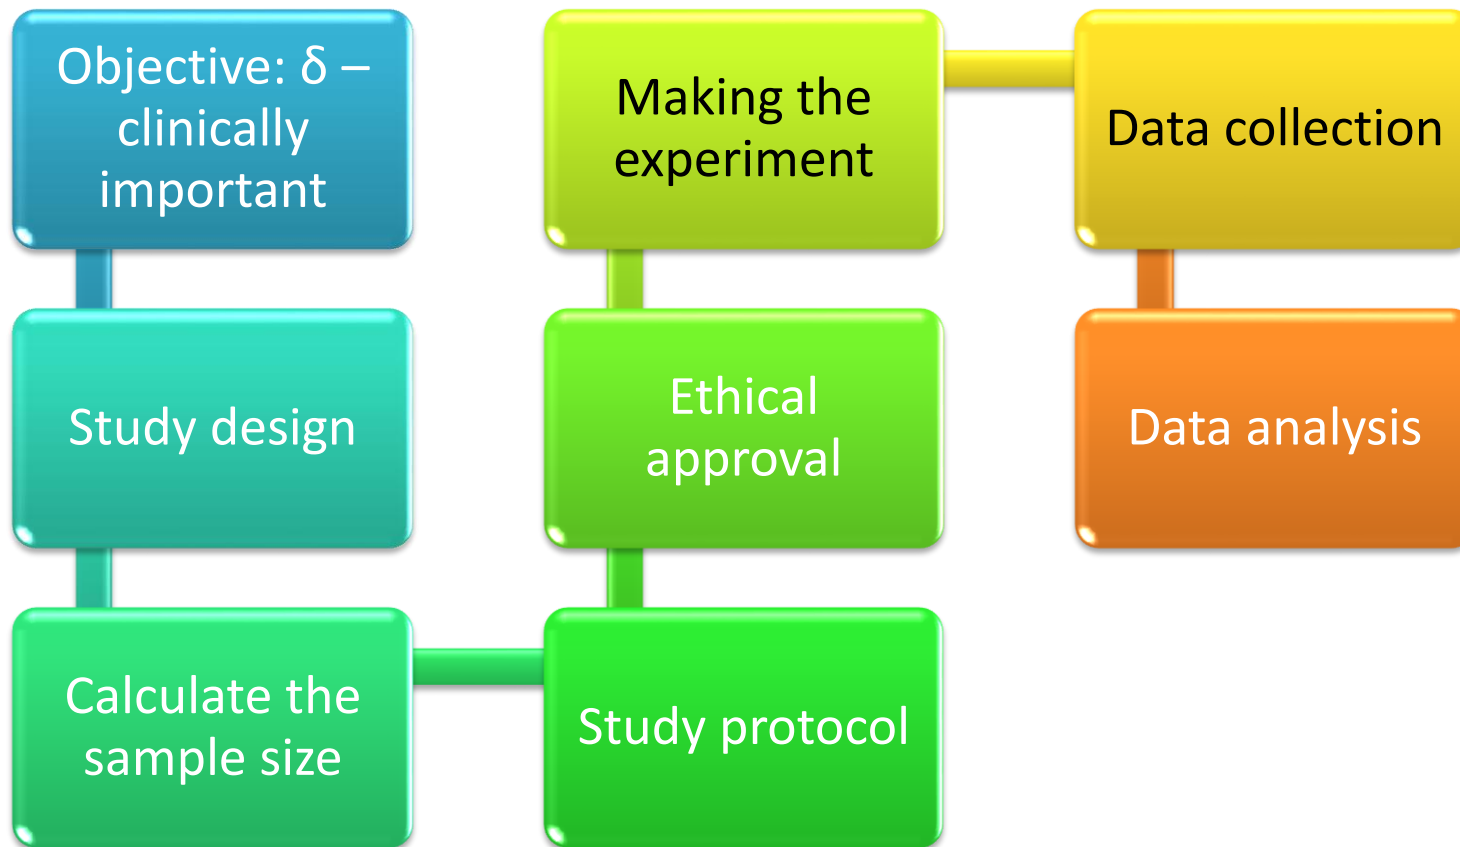 Objective: δ –
clinically
important
Study design
Calculate the
sample size
Study protocol
Ethical
approval
Making the
experiment
Data collection
Data analysis